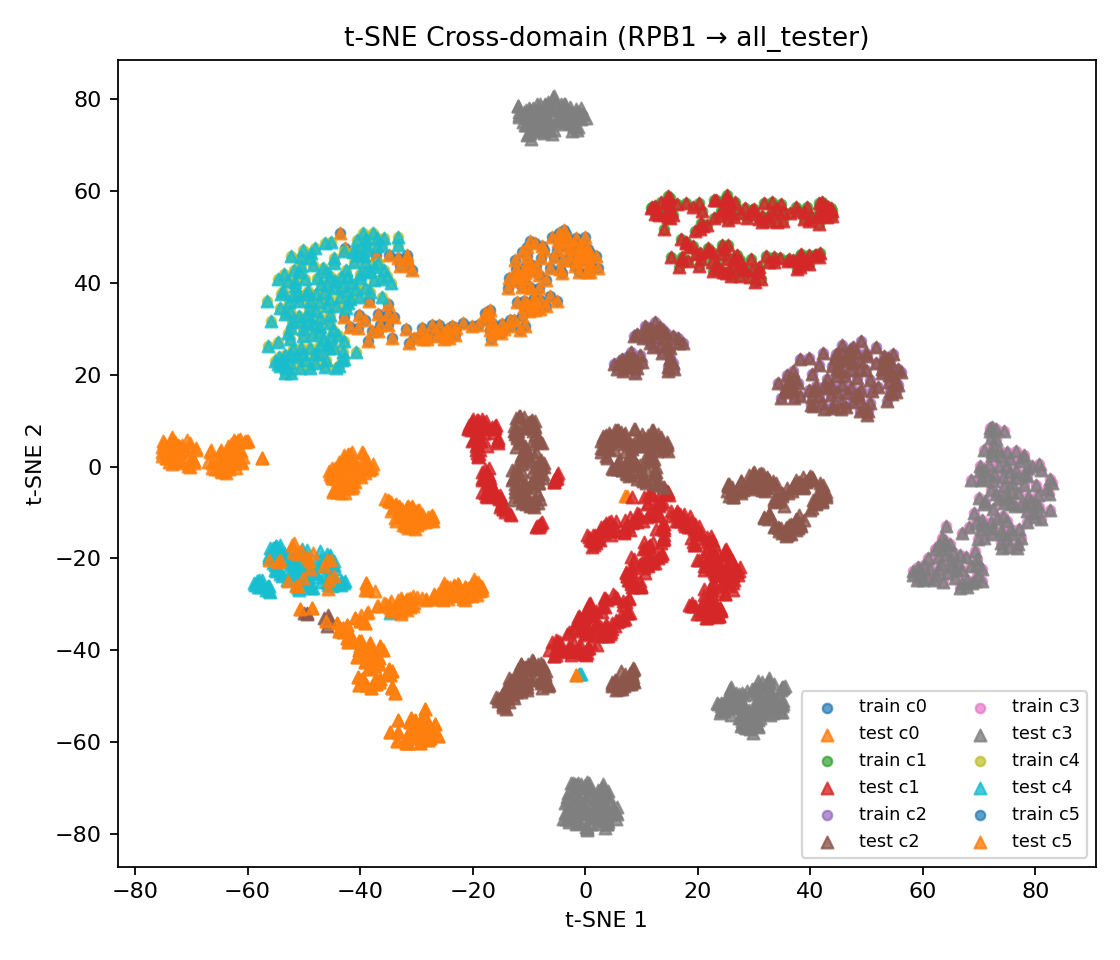 t-SNE Cross-domain (RPB1 → all_tester)
80
60
40
20
0
−20
−40
−60
−80
t-SNE 2
−80 −60 −40 −20 0 20 40 60 80
t-SNE 1
train c0 train c3
test c0 test c3
train c1 train c4
test c1 test c4
train c2 train c5
test c2 test c5